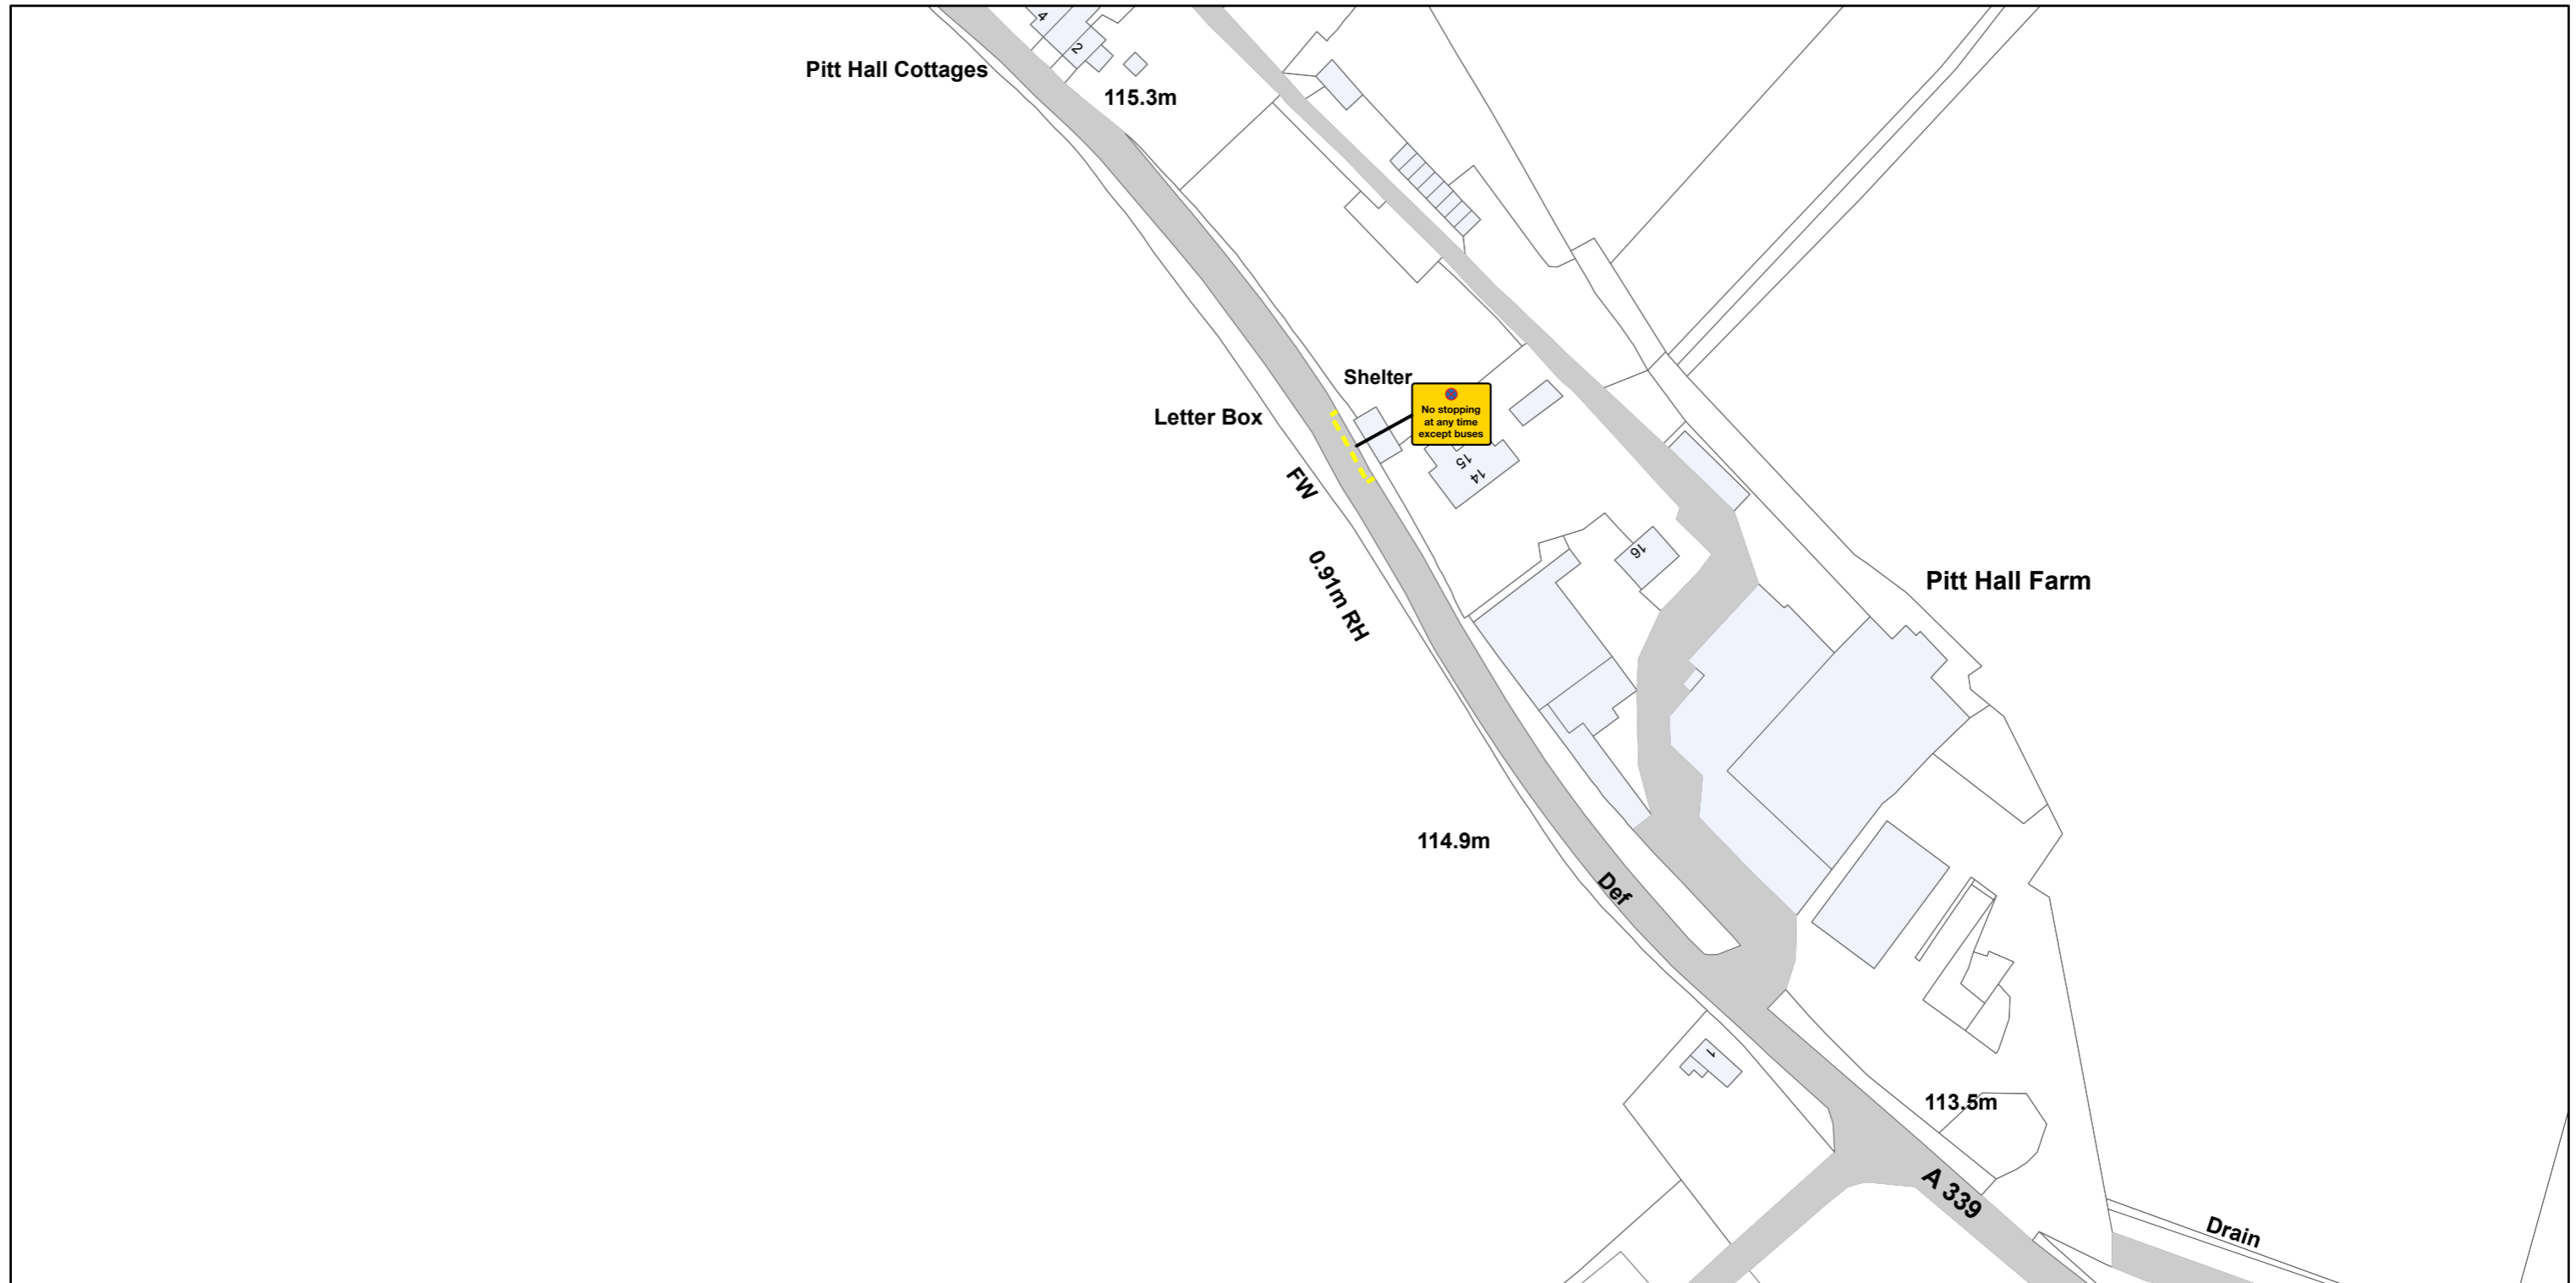 4
2
Pitt Hall Cottages
115.3m
Shelter
No stopping
at any time
except buses
Letter Box
15
14
FW
16
0.91m RH
Pitt Hall Farm
114.9m
Def
1
113.5m
A 339
Drain